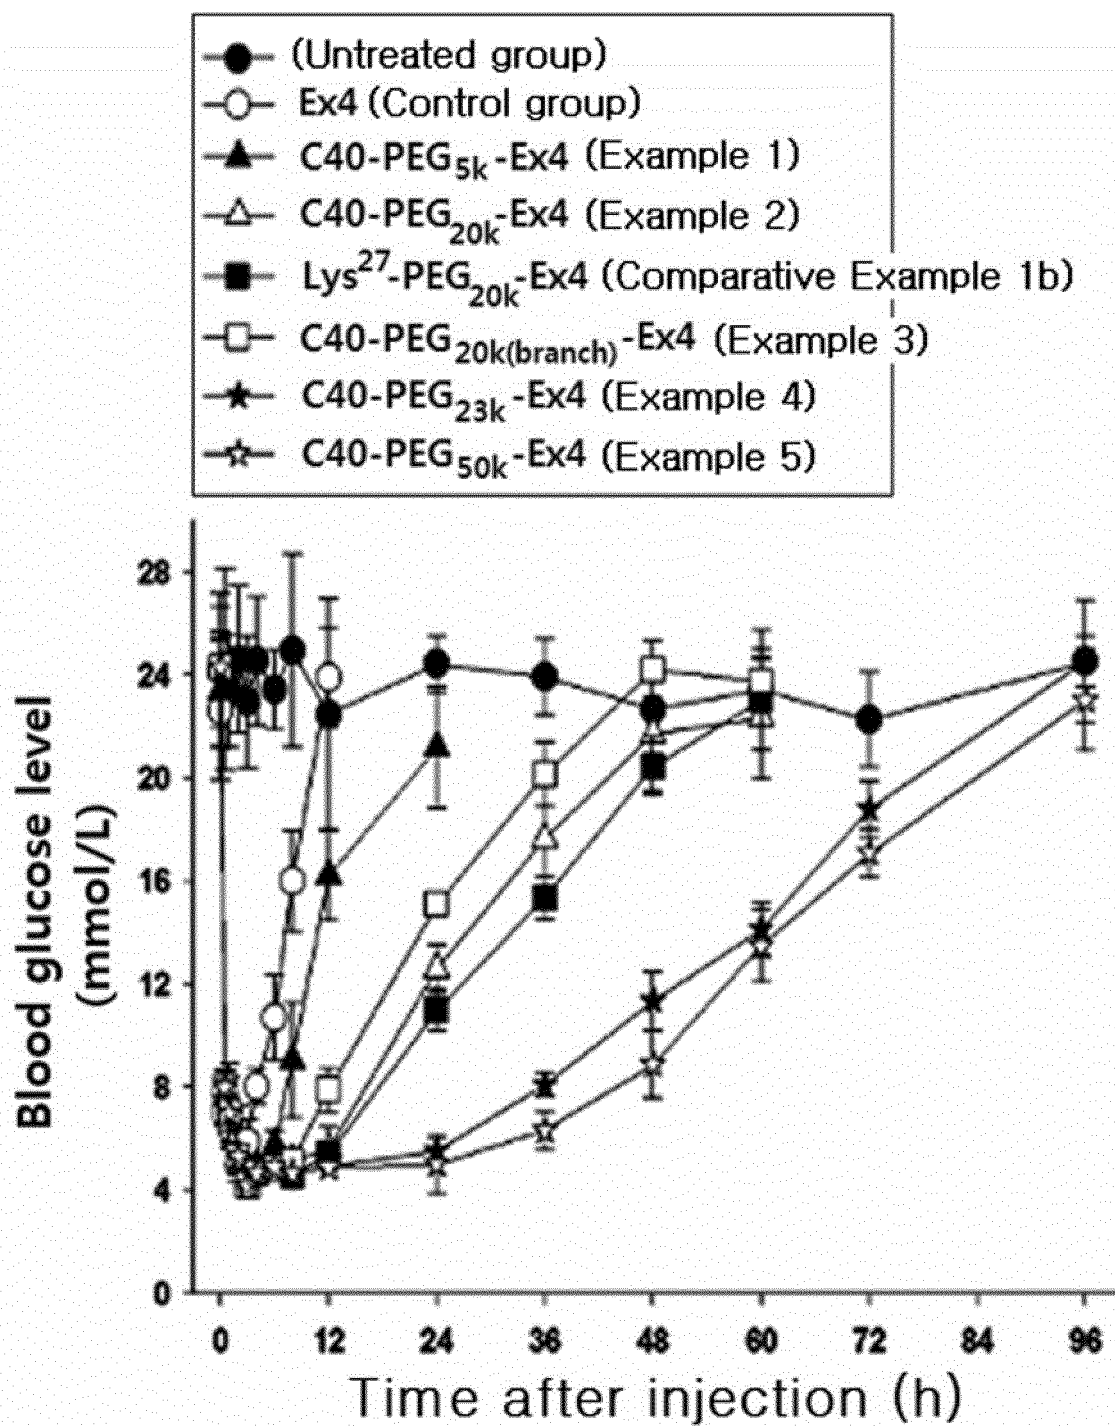 (Untreated group)
Ex4 (Control group)
C40-PEG5k-Ex4 (Example 1)
C40-PEG20k-Ex4 (Example 2)
Lys27-PEG20k-Ex4 (Comparative Example 1b)
C40-PEG20k(branch)-Ex4 (Example 3)
C40-PEG23k-Ex4 (Example 4)
C40-PEG50k-Ex4 (Example 5)
Blood glucose level
(mmol/L)
28
24
20
16
12
8
4
0
0 12 24 36 48 60 72 84 96
Time after injection (h)